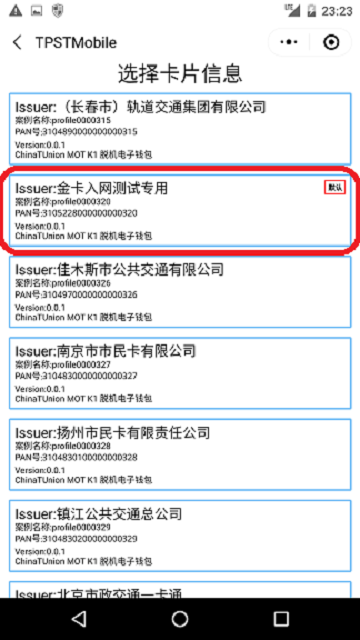 LTE 23:23
TPSTMobile
选择卡片信息
Issuer:（长春市）轨道交通集团有限公司
案例名称:profile0000315
PAN号:3104890000000000315
Version:0.0.1
ChinaTUnion MOT K1 脱机电子钱包
Issuer:金卡入网测试专用
默认
案例名称:profile0000320
PAN号:3105228000000000320
Version:0.0.1
ChinaTUnion MOT K1 脱机电子钱包
Issuer:佳木斯市公共交通有限公司
案例名称:profile0000326
PAN号:3104970000000000326
Version:0.0.1
ChinaTUnion MOT K1 脱机电子钱包
Issuer:南京市市民卡有限公司
案例名称:profile0000327
PAN号:3104830000000000327
Version:0.0.1
ChinaTUnion MOT K1 脱机电子钱包
Issuer:扬州市民卡有限责任公司
案例名称:profile0000328
PAN号:3104830100000000328
Version:0.0.1
ChinaTUnion MOT K1 脱机电子钱包
Issuer:镇江公共交通总公司
案例名称:profile0000329
PAN号:3104830200000000329
Version:0.0.1
ChinaTUnion MOT K1 脱机电子钱包
Issuer:北京市政交通一卡通